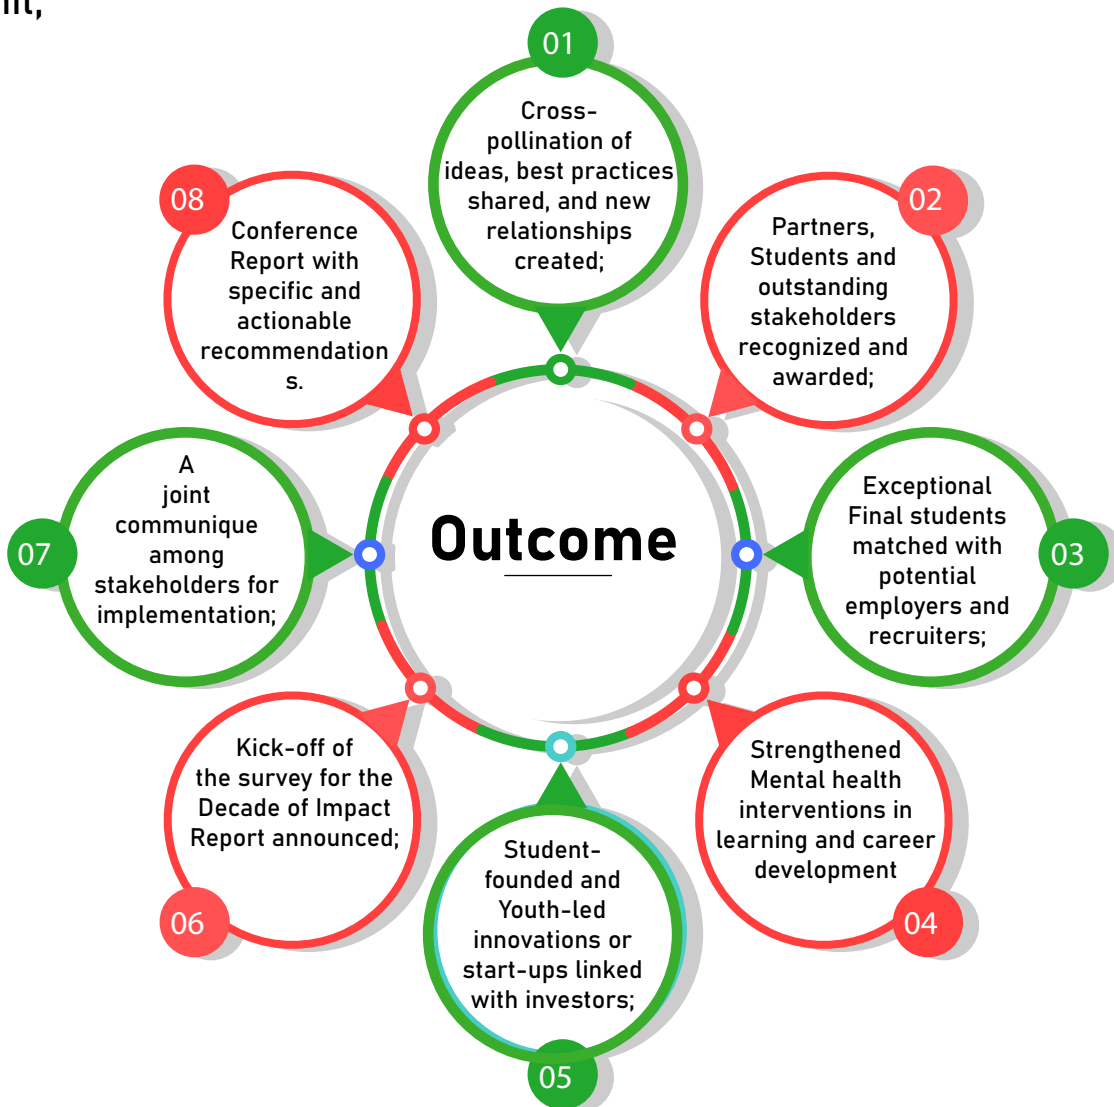 01
Cross-
pollination of
ideas, best practices
shared, and new
relationships
created;
02
Partners,
Students and
outstanding
stakeholders
recognized and
awarded;
03
Exceptional
Final students
matched with
potential
employers and
recruiters;
04
Strengthened
Mental health
interventions in
learning and career
development
05
Student-
founded and
Youth-led
innovations or
start-ups linked
with investors;
06
Kick-off of
the survey for the
Decade of Impact
Report announced;
07
A
joint
communique
among
stakeholders for
implementation;
08
Conference
Report with
specific and
actionable
recommendation
s.
Outcome